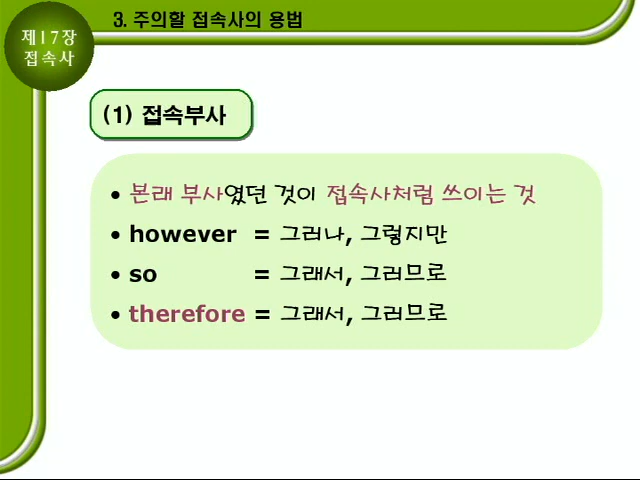 3. 주의할 접속사의 용법
제17장
접속사
(1) 접속부사
• 본래 부사였던 것이 접속사처럼 쓰이는 것
• however = 그러나, 그렇지만
• so = 그래서, 그러므로
• therefore = 그래서, 그러므로